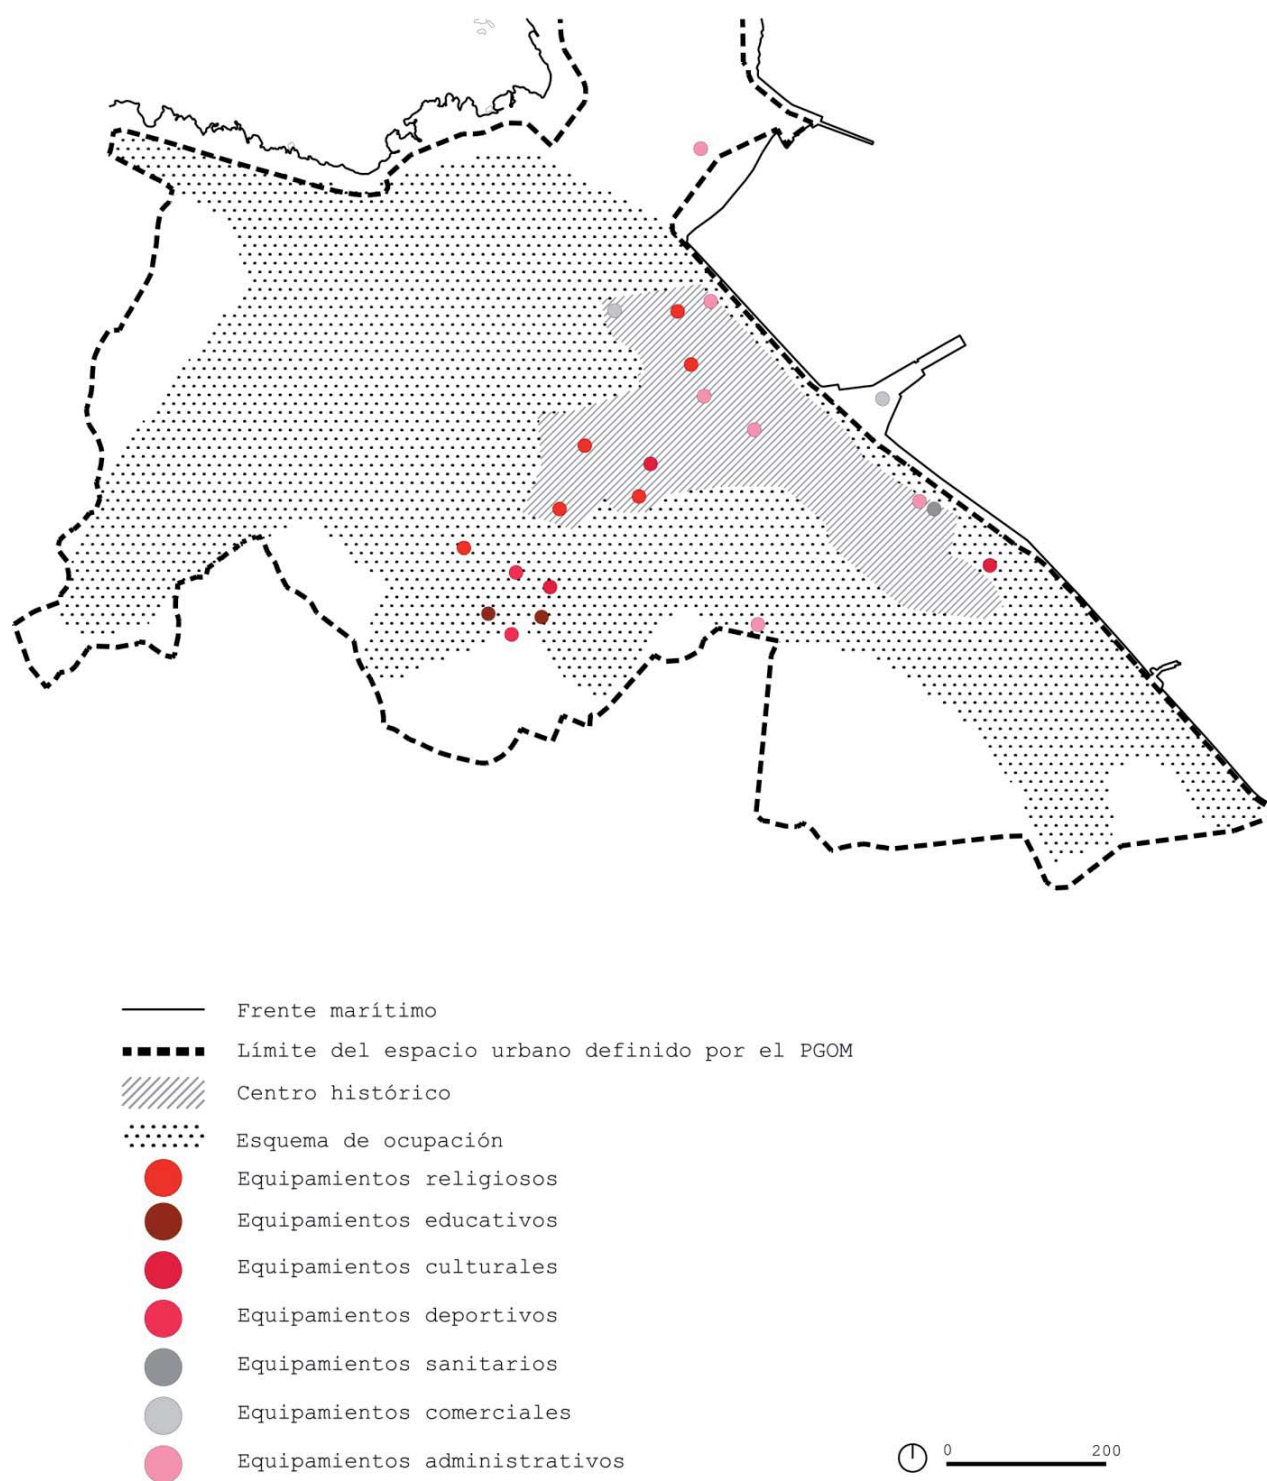 Frente marítimo
Límite del espacio urbano definido por el PGOM
Centro histórico
Esquema de ocupación
Equipamientos religiosos
Equipamientos educativos
Equipamientos culturales
Equipamientos deportivos
Equipamientos sanitarios
Equipamientos comerciales
Equipamientos administrativos
0 200